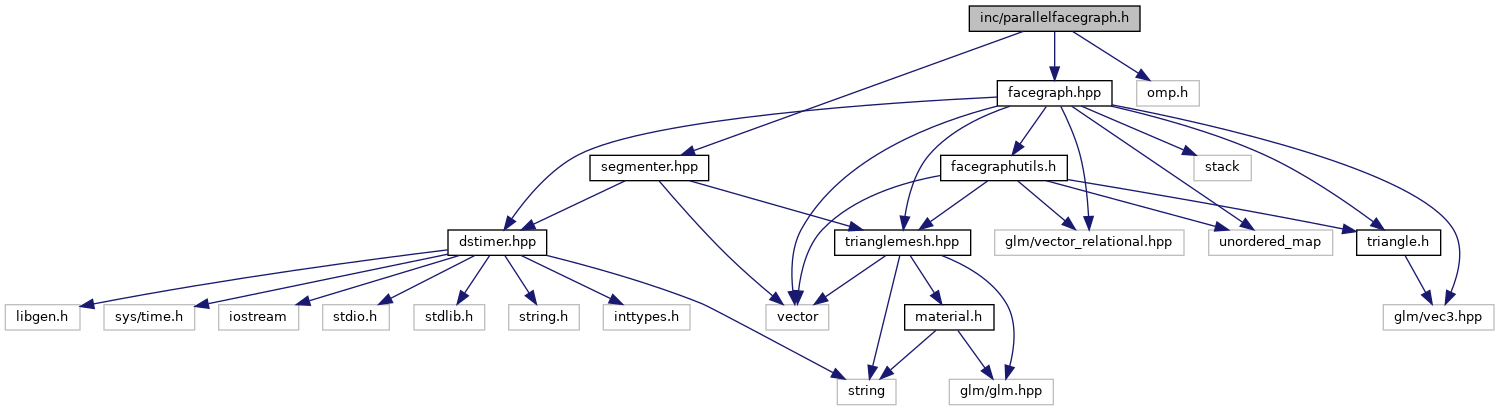 inc/parallelfacegraph.h
facegraph.hpp
omp.h
segmenter.hpp
facegraphutils.h
stack
dstimer.hpp
trianglemesh.hpp
glm/vector_relational.hpp
unordered_map
triangle.h
libgen.h
sys/time.h
iostream
stdio.h
stdlib.h
string.h
inttypes.h
vector
material.h
glm/vec3.hpp
string
glm/glm.hpp